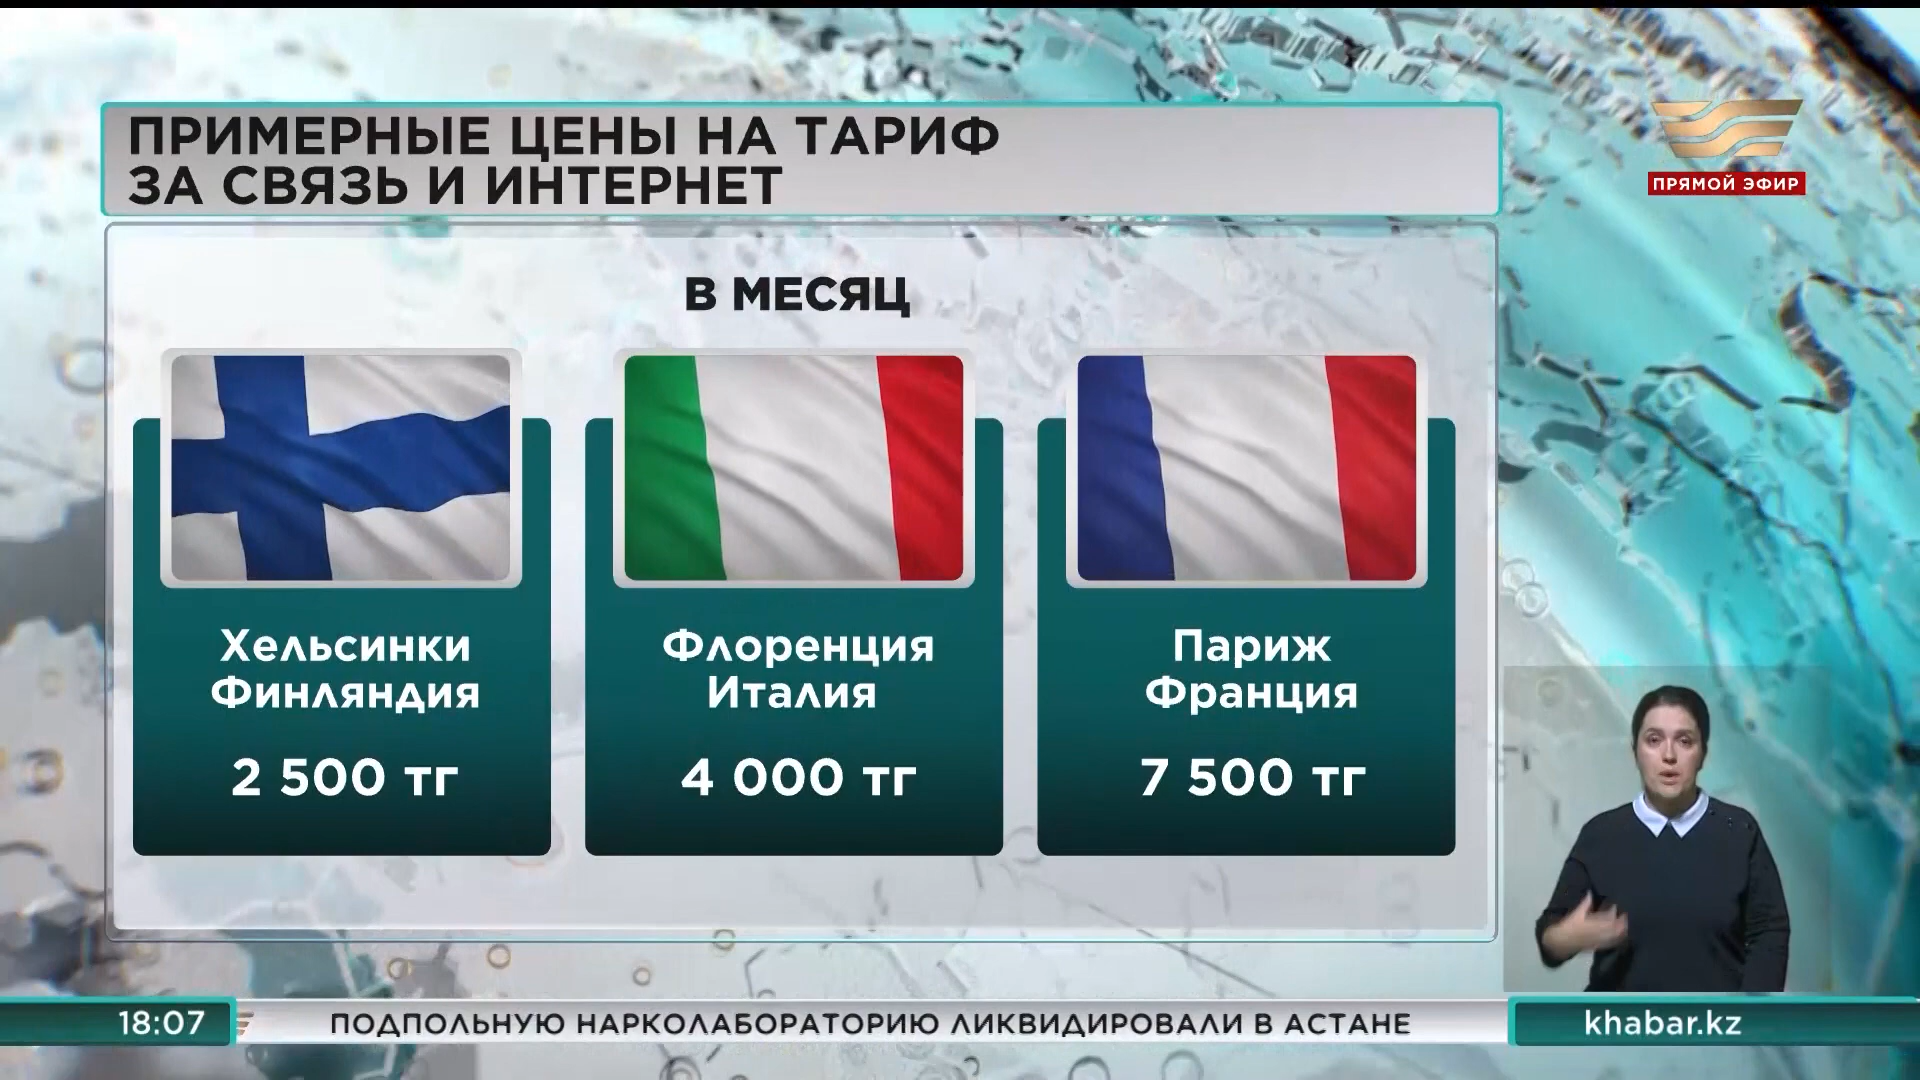 ПРИМЕРНЫЕ ЦЕНЫ НА ТАРИФ
ЗА СВЯЗЬ И ИНТЕРНЕТ
ПРЯМОЙ ЭФИР
В МЕСЯЦ
Хельсинки
Финляндия
2 500 тг
Флоренция
Италия
4 000 тг
Париж
Франция
7 500 тг
18:07
ПОДПОЛЬНУЮ НАРКОЛАБОРАТОРИЮ ЛИКВИДИРОВАЛИ В АСТАНЕ
khabar.kz